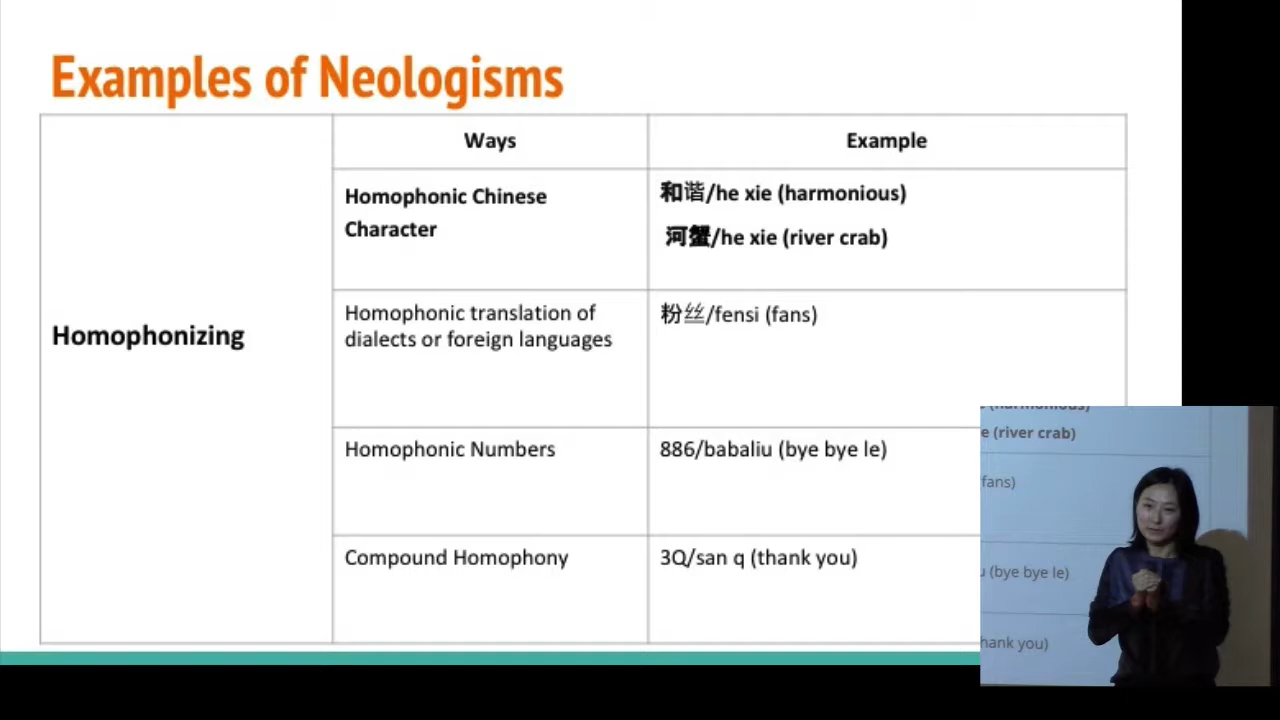 Examples of Neologisms
Ways
Example
Homophonizing
Homophonic Chinese
Character
和谐/he xie (harmonious)
河蟹/he xie (river crab)
Homophonic translation of
dialects or foreign languages
粉丝/fensi (fans)
Homophonic Numbers
886/babaliu (bye bye le)
Compound Homophony
3Q/san q (thank you)
(harmonious)
e (river crab)
fans)
u (bye bye le)
hank you)